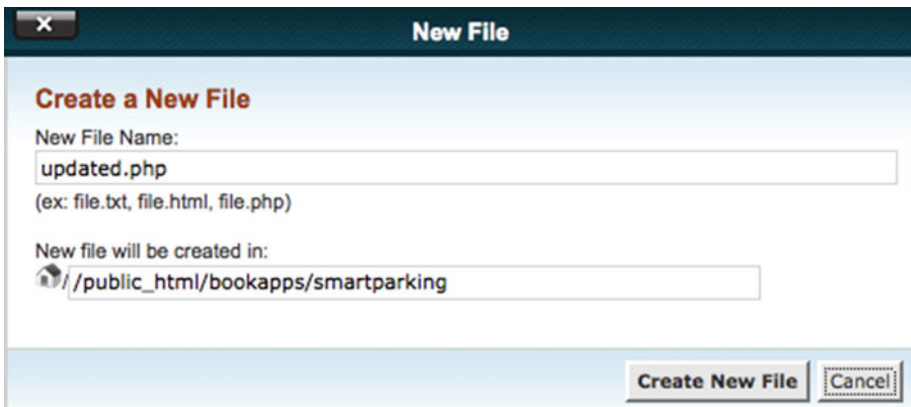 New File
Create a New File
New File Name:
updated.php
(ex: file.txt, file.html, file.php)
New file will be created in:
//public_html/bookapps/smartparking
Create New File Cancel